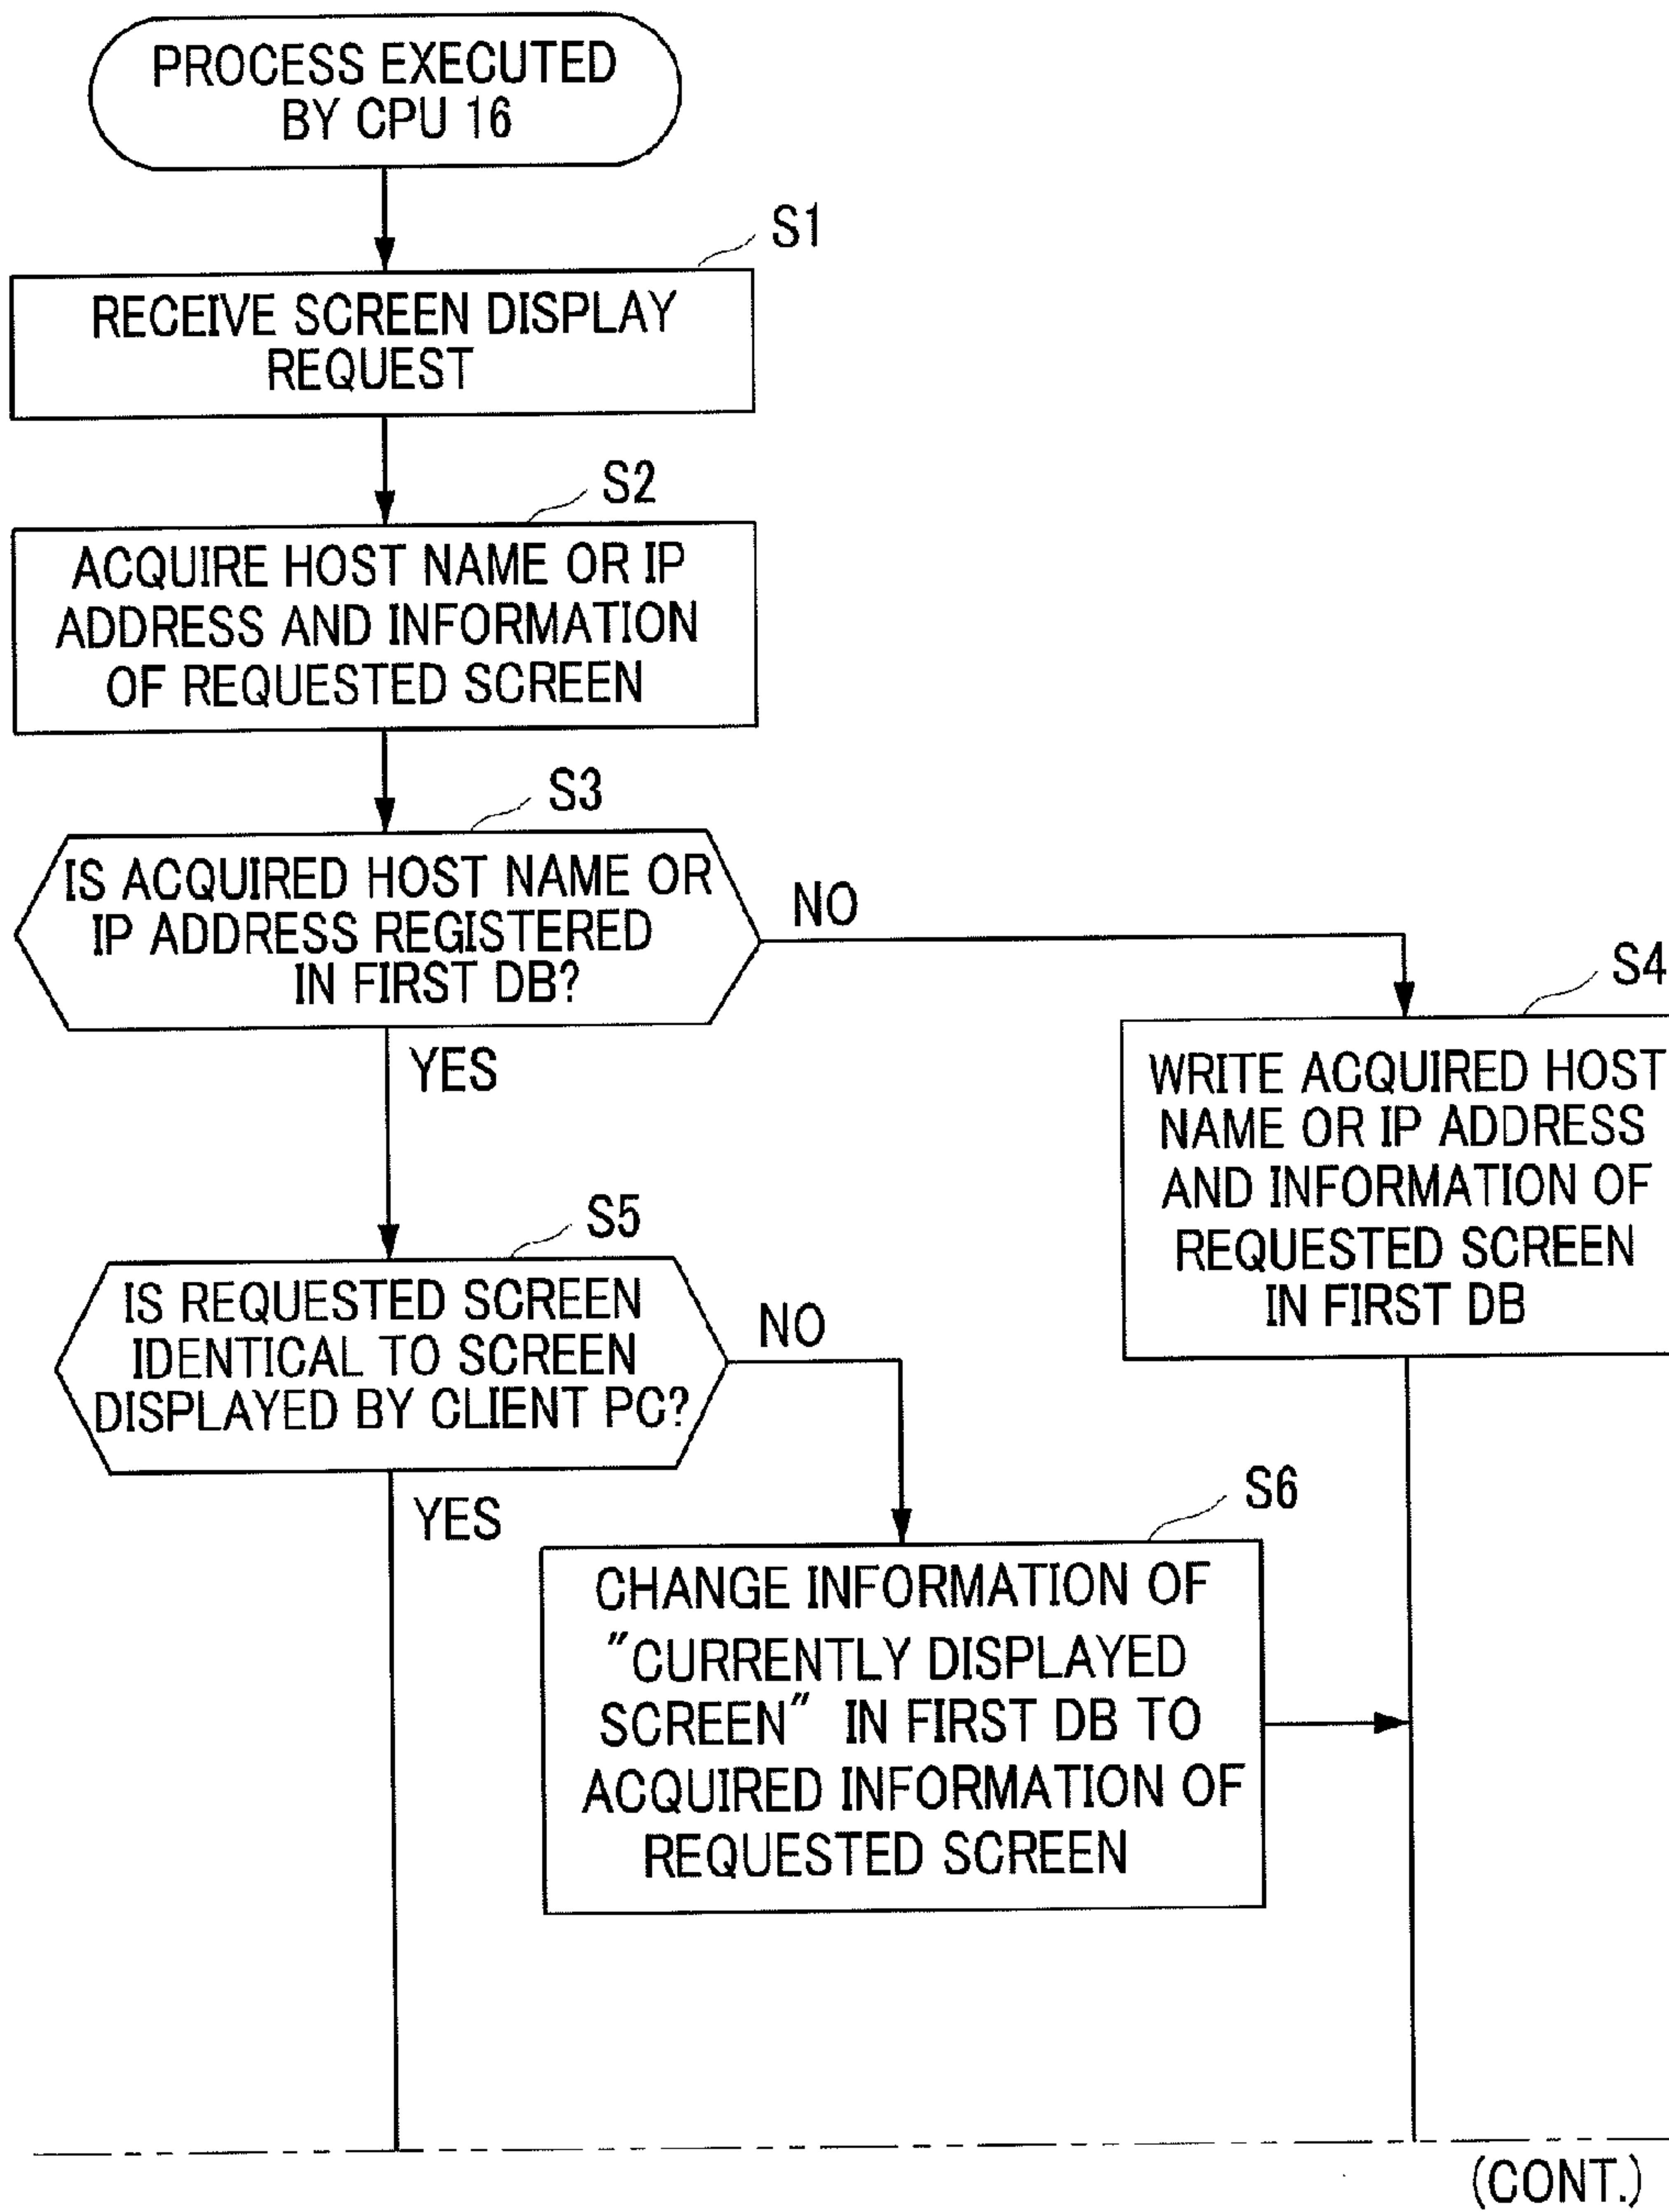 PROCESS EXECUTED
BY CPU 16
S1
RECEIVE SCREEN DISPLAY
REQUEST
S2
ACQUIRE HOST NAME OR IP
ADDRESS AND INFORMATION
OF REQUESTED SCREEN
S3
IS ACQUIRED HOST NAME OR
IP ADDRESS REGISTERED
IN FIRST DB?
NO
YES
S4
WRITE ACQUIRED HOST
NAME OR IP ADDRESS
AND INFORMATION OF
REQUESTED SCREEN
IN FIRST DB
S5
IS REQUESTED SCREEN
IDENTICAL TO SCREEN
DISPLAYED BY CLIENT PC?
NO
YES
S6
CHANGE INFORMATION OF
"CURRENTLY DISPLAYED
SCREEN" IN FIRST DB TO
ACQUIRED INFORMATION OF
REQUESTED SCREEN
(CONT.)